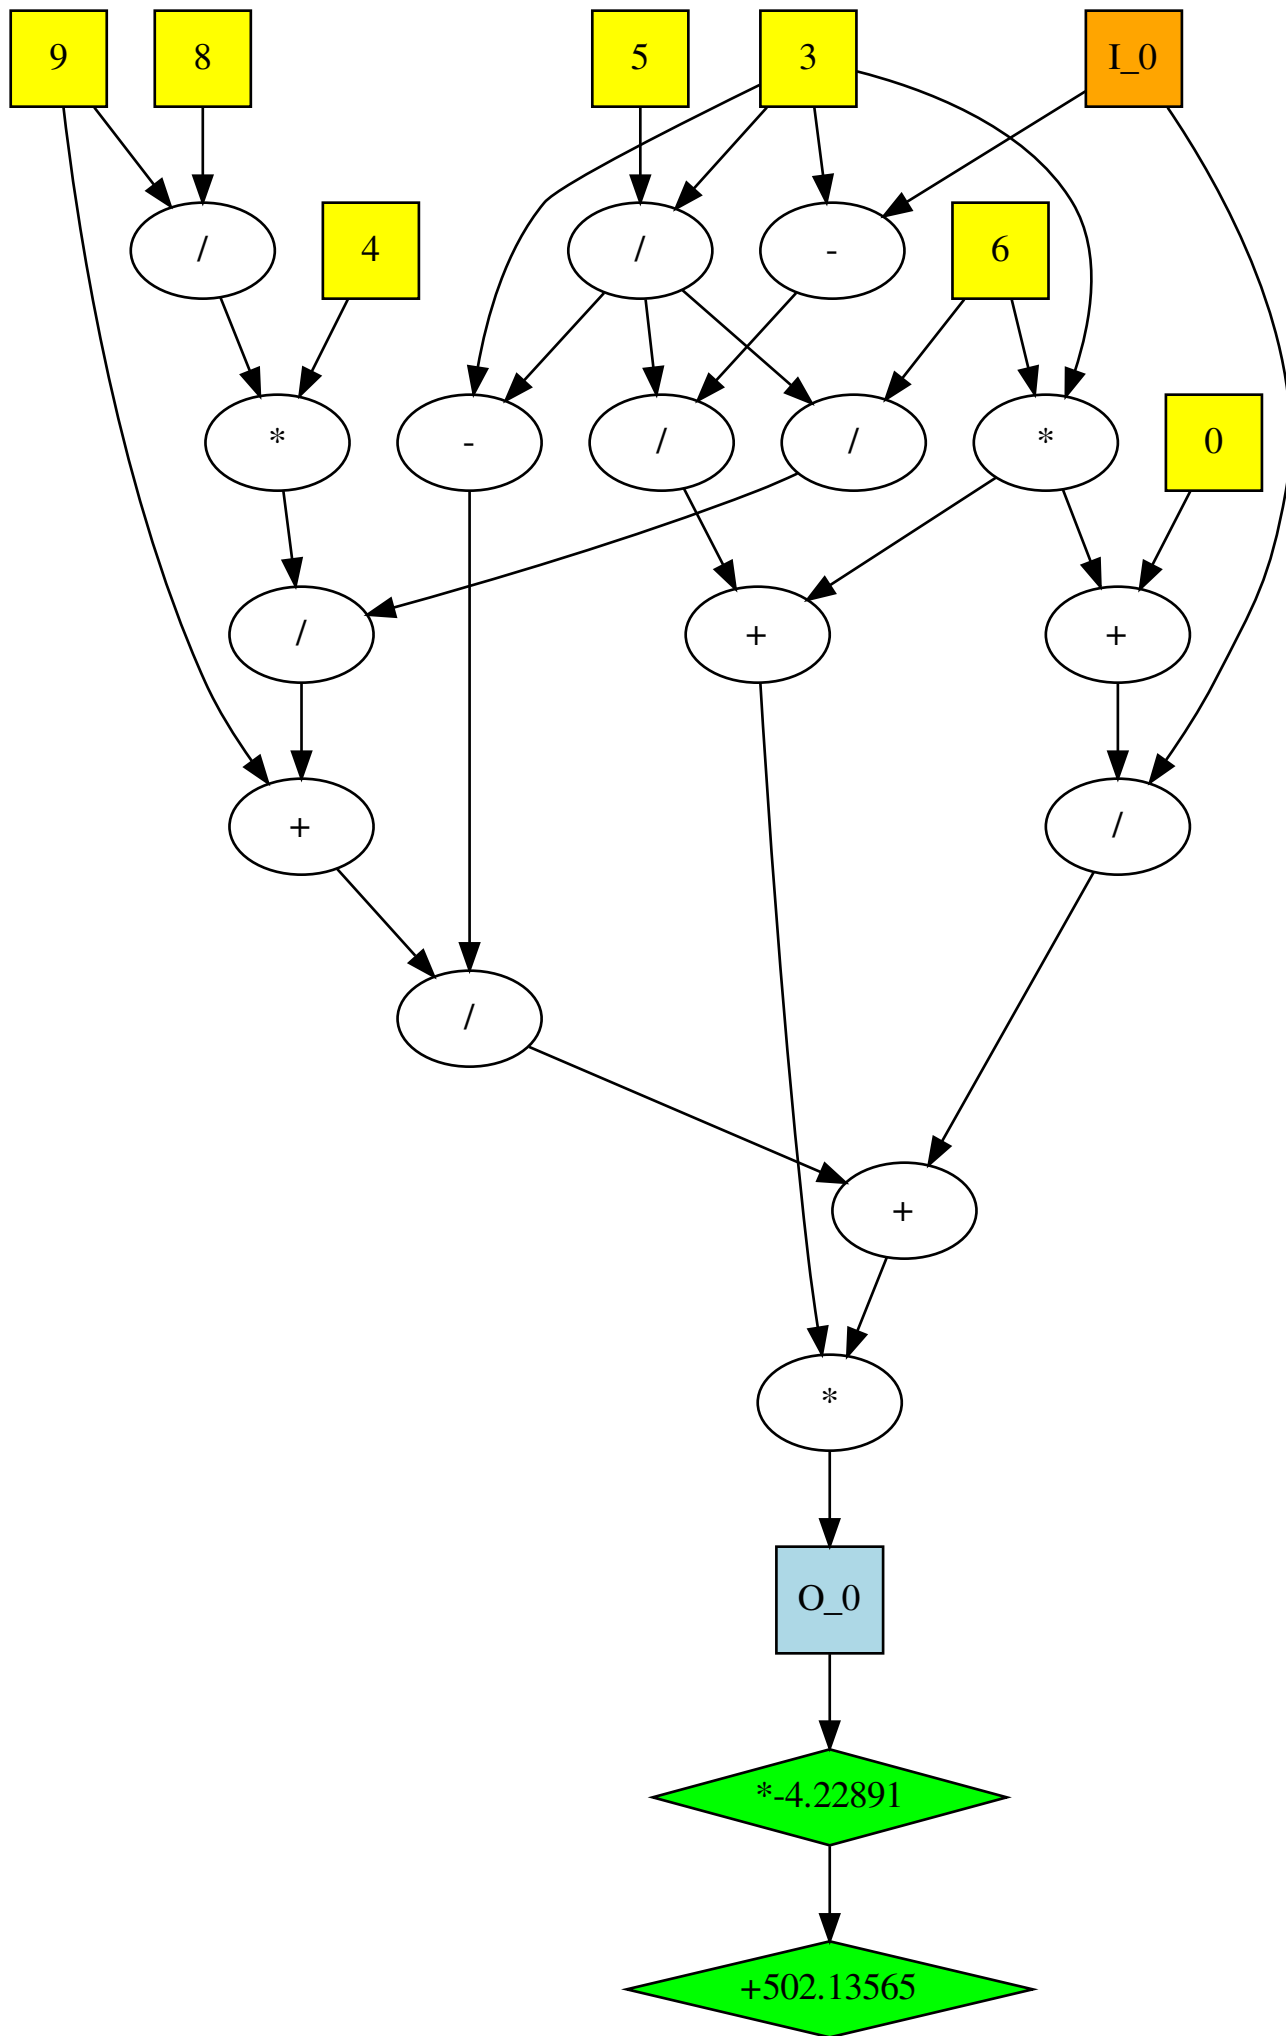 9 8 5 3 I_0
/ 4 / - 6
* - / / * 0
/ + +
+ /
/
+
*
O_0
*-4.22891
+502.13565